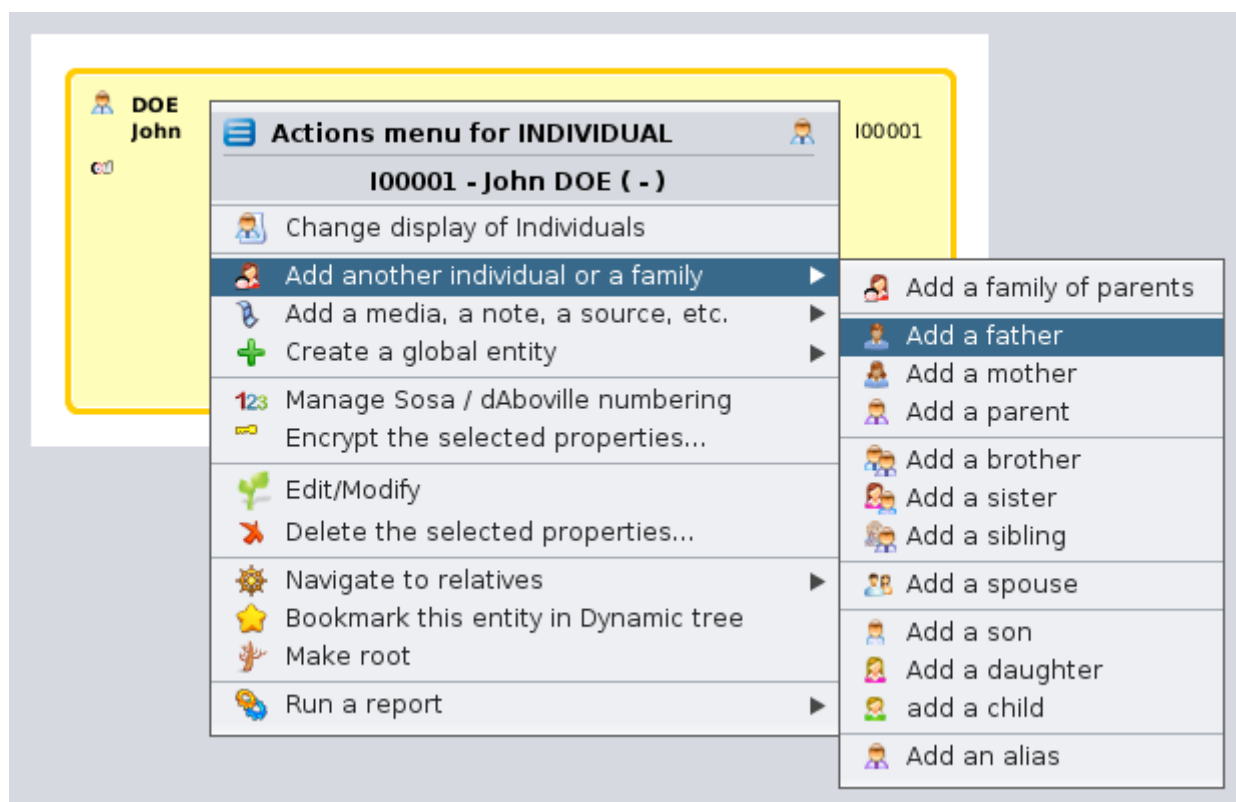 DOE
John
I00001
Actions menu for INDIVIDUAL
I00001 - John DOE ( - )
Change display of Individuals
Add another individual or a family
Add a media, a note, a source, etc.
Create a global entity
123 Manage Sosa / dAboville numbering
Encrypt the selected properties...
Edit/Modify
Delete the selected properties...
Navigate to relatives
Bookmark this entity in Dynamic tree
Make root
Run a report
Add a family of parents
Add a father
Add a mother
Add a parent
Add a brother
Add a sister
Add a sibling
Add a spouse
Add a son
Add a daughter
add a child
Add an alias